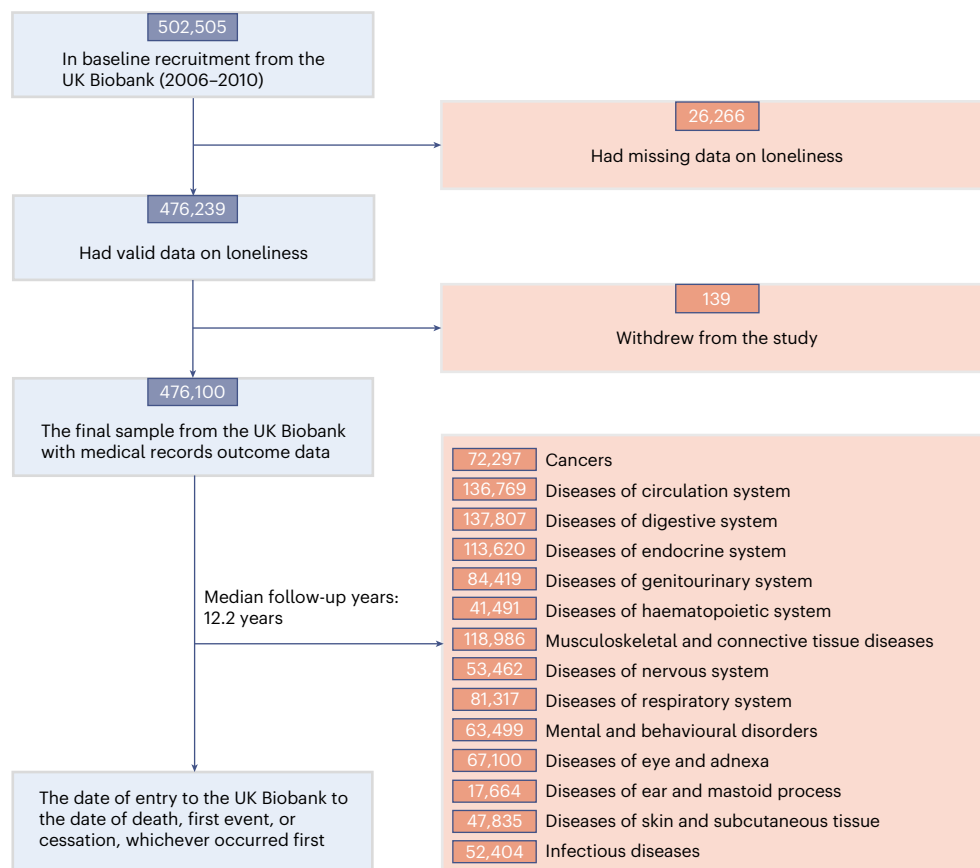 502,505
In baseline recruitment from the
UK Biobank (2006–2010)
26,266
Had missing data on loneliness
476,239
Had valid data on loneliness
139
Withdrew from the study
476,100
The final sample from the UK Biobank
with medical records outcome data
Median follow-up years:
12.2 years
72,297 Cancers
136,769 Diseases of circulation system
137,807 Diseases of digestive system
113,620 Diseases of endocrine system
84,419 Diseases of genitourinary system
41,491 Diseases of haematopoietic system
118,986 Musculoskeletal and connective tissue diseases
53,462 Diseases of nervous system
81,317 Diseases of respiratory system
63,499 Mental and behavioural disorders
67,100 Diseases of eye and adnexa
17,664 Diseases of ear and mastoid process
47,835 Diseases of skin and subcutaneous tissue
52,404 Infectious diseases
The date of entry to the UK Biobank to
the date of death, first event, or
cessation, whichever occurred first